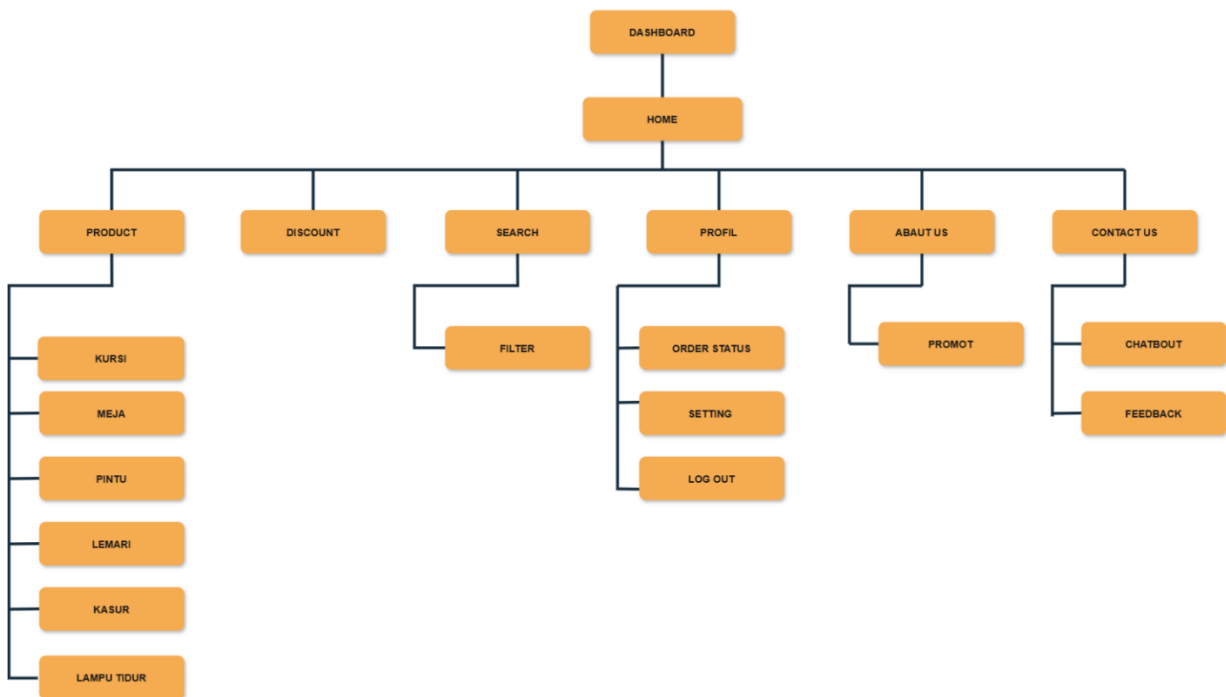 DASHBOARD
HOME
PRODUCT
DISCOUNT
SEARCH
PROFIL
ABAUT US
CONTACT US
KURSI
MEJA
PINTU
LEMARI
KASUR
LAMPU TIDUR
FILTER
ORDER STATUS
SETTING
LOG OUT
PROMOT
CHATBOUT
FEEDBACK